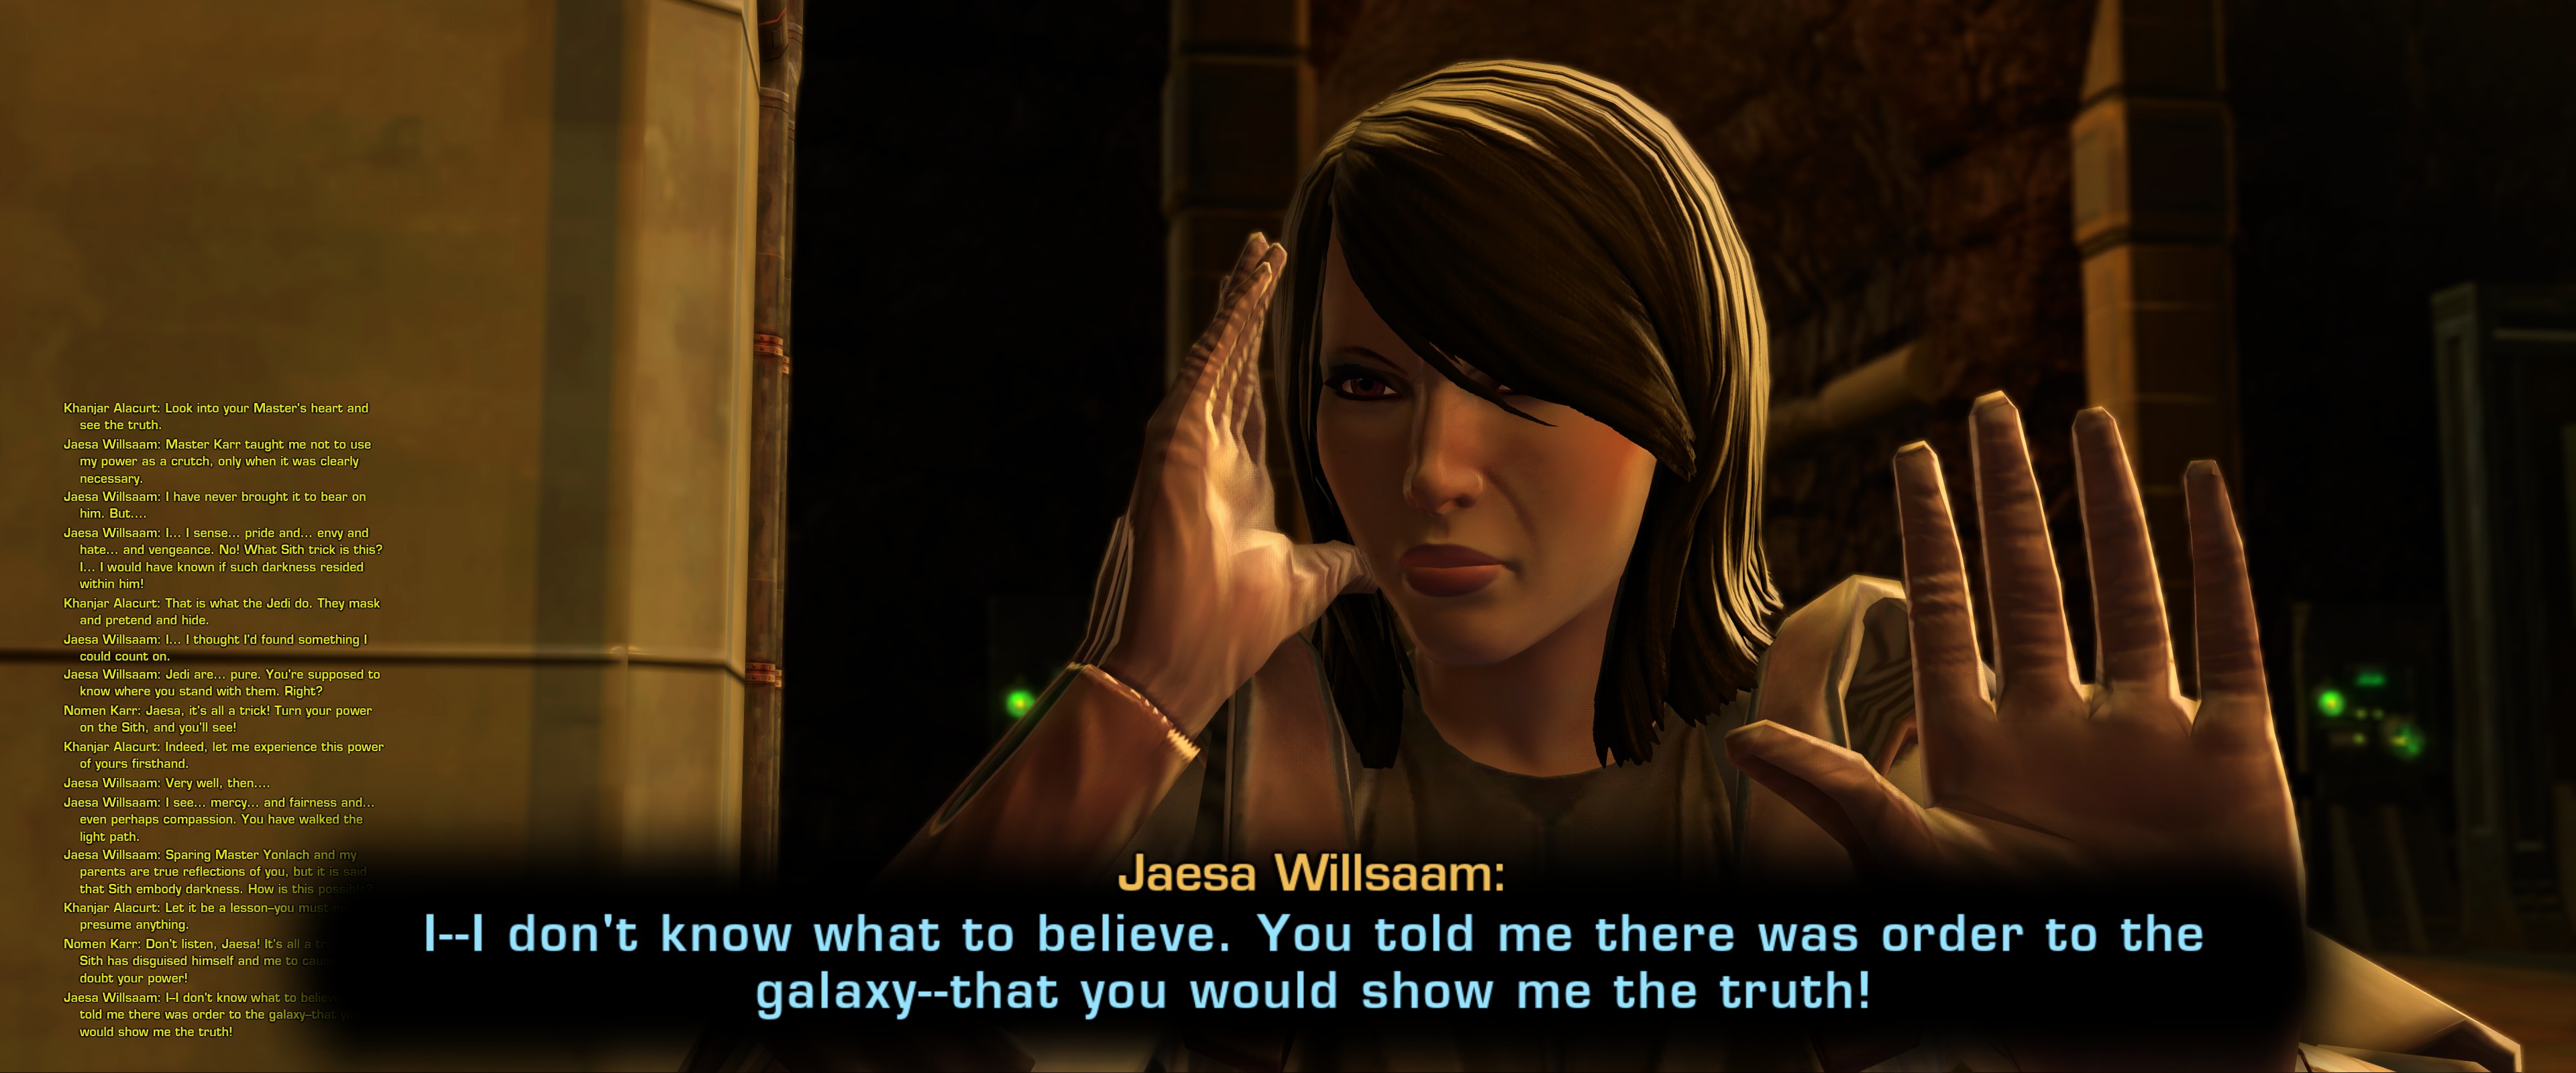 Khanjar Alacurt: Look into your Master's heart and
see the truth.
Jaesa Willsaam: Master Karr taught me not to use
my power as a crutch, only when it was clearly
necessary.
Jaesa Willsaam: I have never brought it to bear on
him. But....
Jaesa Willsaam: I... I sense... pride and... envy and
hate... and vengeance. No! What Sith trick is this?
I... I would have known if such darkness resided
within him!
Khanjar Alacurt: That is what the Jedi do. They mask
and pretend and hide.
Jaesa Willsaam: I... I thought I'd found something I
could count on.
Jaesa Willsaam: Jedi are... pure. You're supposed to
know where you stand with them. Right?
Nomen Karr: Jaesa, it's all a trick! Turn your power
on the Sith, and you'll see!
Khanjar Alacurt: Indeed, let me experience this power
of yours firsthand.
Jaesa Willsaam: Very well, then....
Jaesa Willsaam: I see... mercy... and fairness and...
even perhaps compassion. You have walked the
light path.
Jaesa Willsaam: Sparing Master Yonlach and my
parents are true reflections of you, but it is said
that Sith embody darkness. How is this possible?
Khanjar Alacurt: Let it be a lesson--you must
presume anything.
Nomen Karr: Don't listen, Jaesa! It's all a
Sith has disguised himself and me to
doubt your power!
Jaesa Willsaam: I--I don't know what to believe.
told me there was order to the galaxy--that
would show me the truth!
Jaesa Willsaam:
I--I don't know what to believe. You told me there was order to the
galaxy--that you would show me the truth!